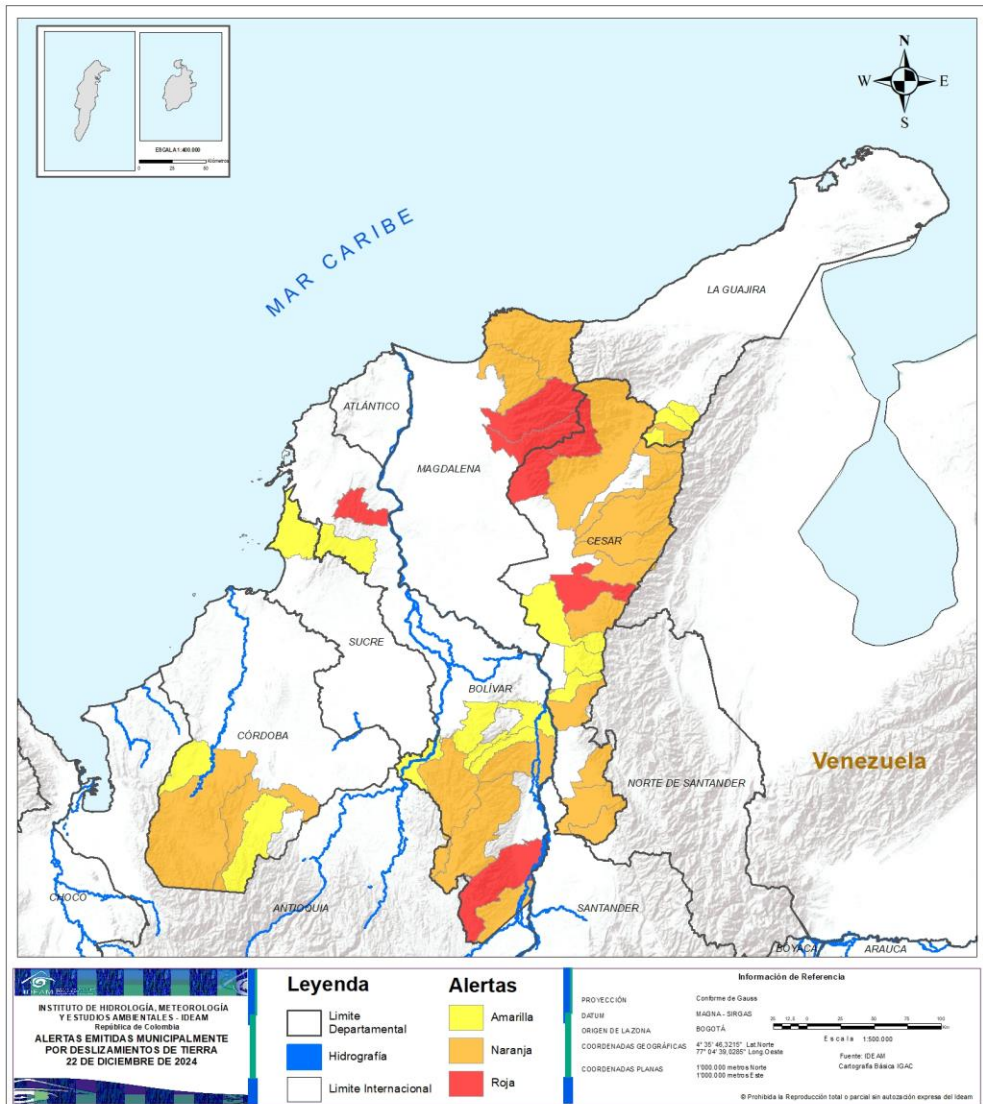 N
W E
S
ESCALA 1:400.000
MAR CARIBE
LA GUAJIRA
ATLÁNTICO
MAGDALENA
CESAR
SUCRE
BOLÍVAR
CÓRDOBA
NORTE DE SANTANDER
Venezuela
CHOCO
ANTIOQUIA
SANTANDER
BOYACÁ
ARAUCA
IDEAM
INSTITUTO DE HIDROLOGÍA, METEOROLOGÍA
Y ESTUDIOS AMBIENTALES - IDEAM
República de Colombia
ALERTAS EMITIDAS MUNICIPALMENTE
POR DESLIZAMIENTOS DE TIERRA
22 DE DICIEMBRE DE 2024
Leyenda
Limite
Departamental
Hidrografía
Limite Internacional
Alertas
Amarilla
Naranja
Roja
Información de Referencia
PROYECCIÓN Conforme de Gauss
DATUM MAGNA - SIRGAS
ORIGEN DE LA ZONA BOGOTÁ
COORDENADAS GEOGRÁFICAS 4° 35' 46,3215" Lat.Norte
77° 04' 39,0285" Long.Oeste
COORDENADAS PLANAS 1'000.000 metros Norte
1'000.000 metros Este
Escala 1:500.000
Fuente: IDEAM
Cartografía Básica IGAC
© Prohibida la Reproducción total o parcial sin autozación expresa del Ideam